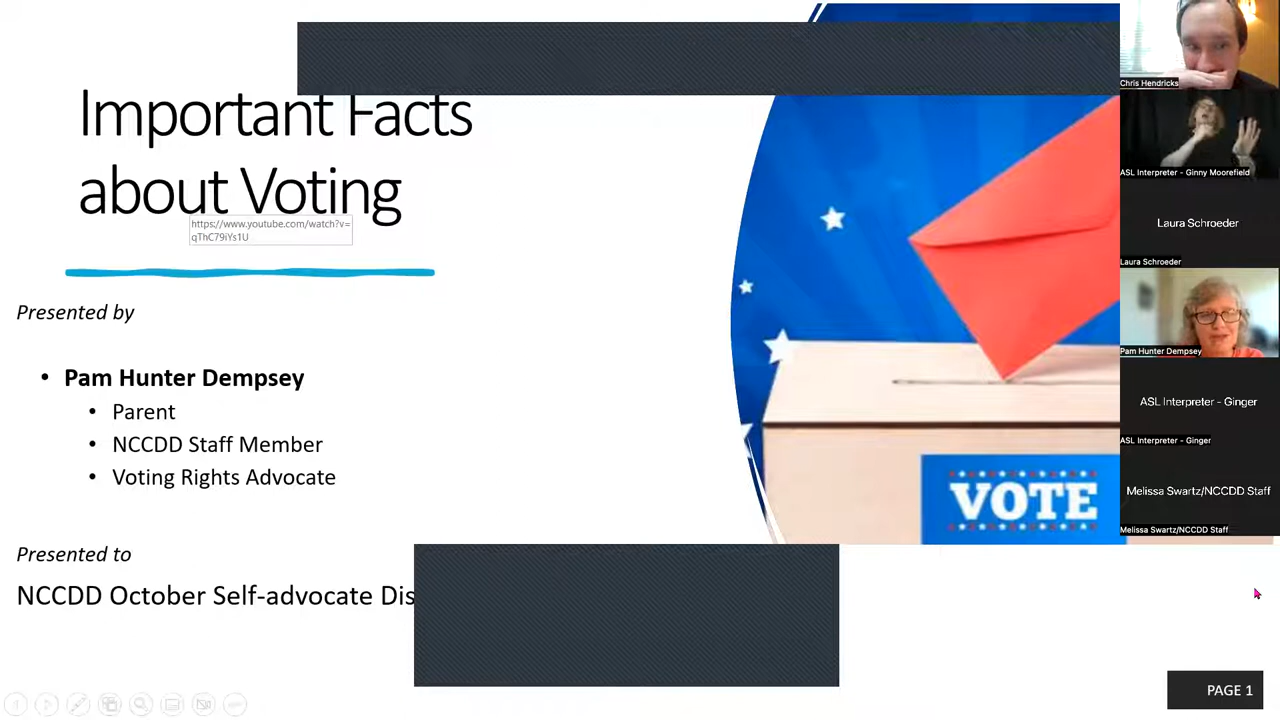 Important Facts
about Voting
https://www.youtube.com/watch?v=
qThC79iYs1U
Presented by
• Pam Hunter Dempsey
• Parent
• NCCDD Staff Member
• Voting Rights Advocate
Presented to
NCCDD October Self-advocate Dis
VOTE
PAGE 1
Chris Hendricks
ASL Interpreter - Ginny Moorefield
Laura Schroeder
Laura Schroeder
Pam Hunter Dempsey
ASL Interpreter - Ginger
ASL Interpreter - Ginger
Melissa Swartz/NCCDD Staff
Melissa Swartz/NCCDD Staff